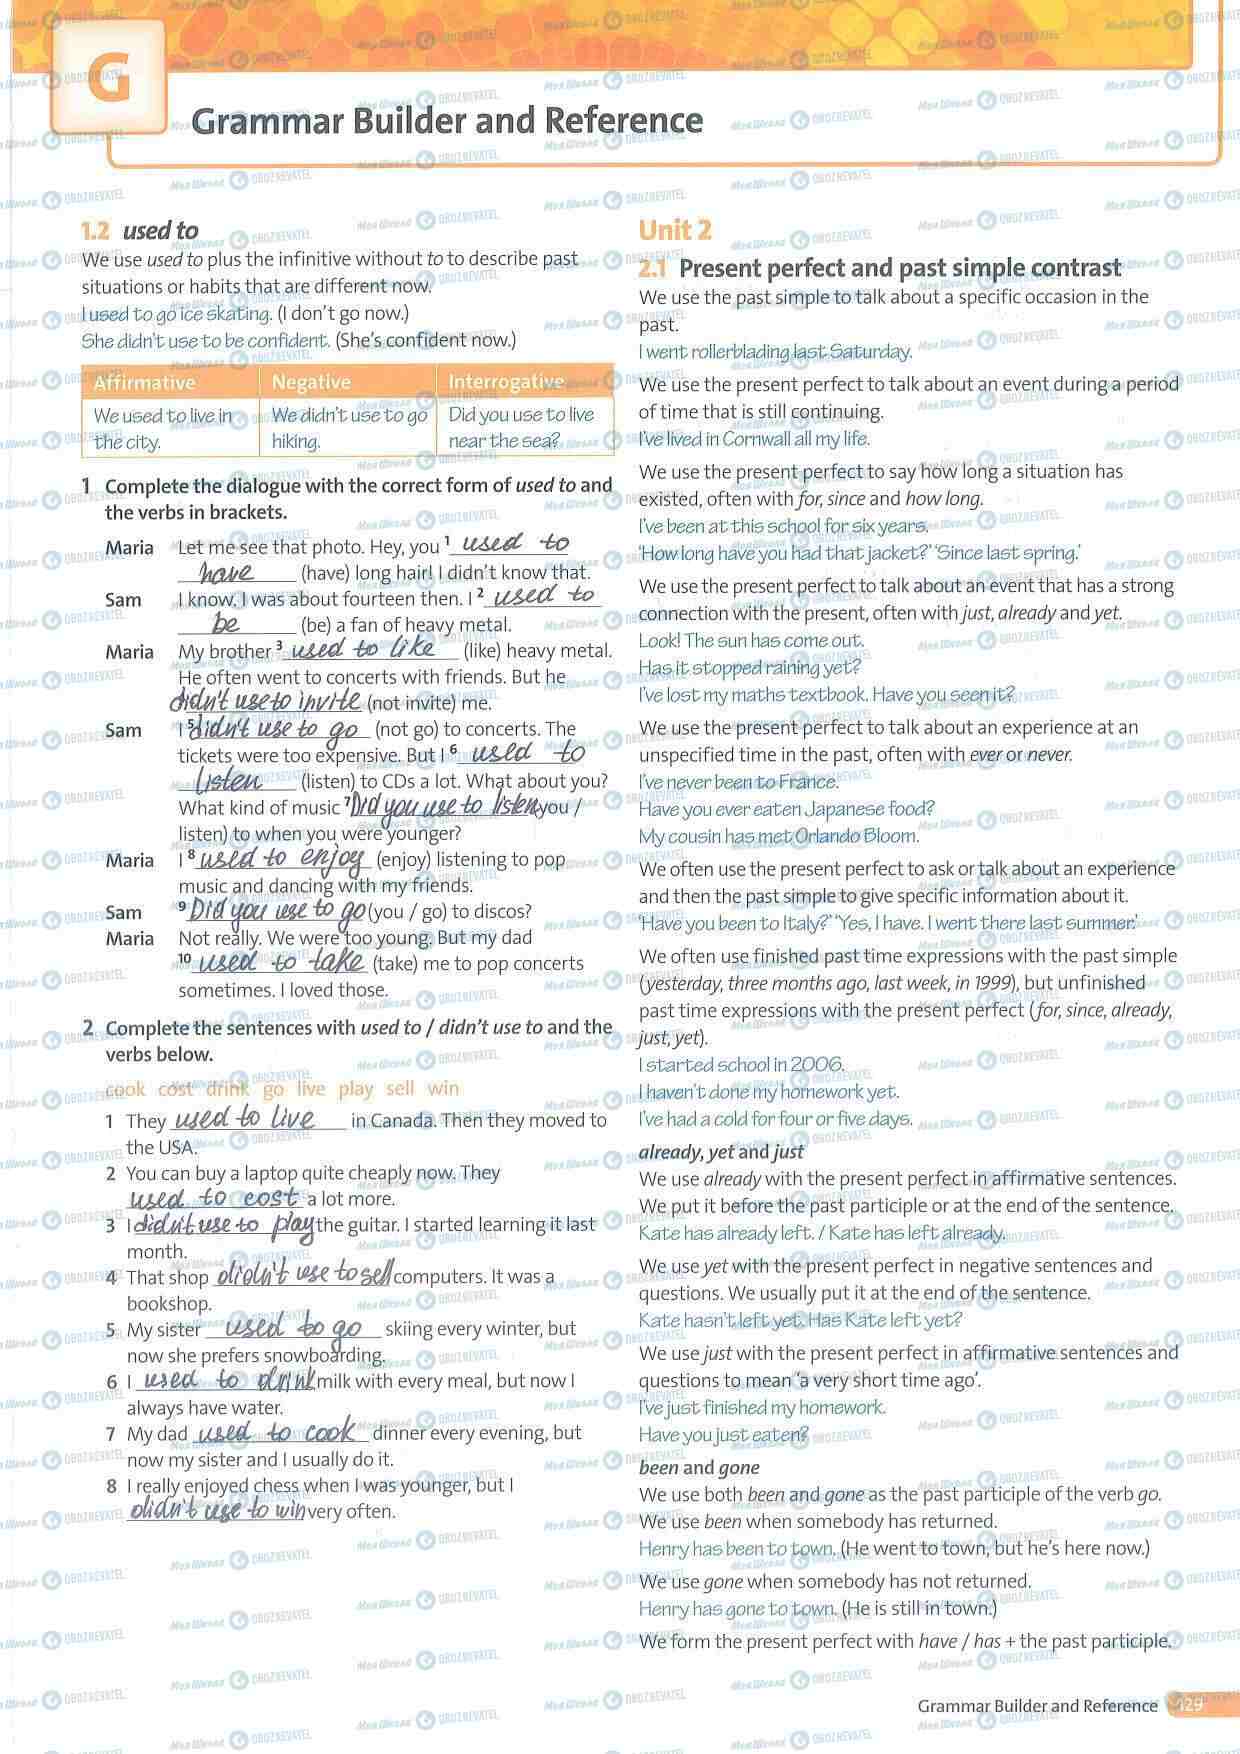 G
Grammar Builder and Reference
1.2 used to
We use used to plus the infinitive without to to describe past
situations or habits that are different now.
I used to go ice skating. (I don't go now.)
She didn't use to be confident. (She's confident now.)
Affirmative Negative Interrogative
We used to live in We didn't use to go Did you use to live
the city. hiking. near the sea?
1 Complete the dialogue with the correct form of used to and
the verbs in brackets.
Maria Let me see that photo. Hey, you 1 used to
have (have) long hair! I didn't know that.
Sam I know. I was about fourteen then. I 2 used to
be (be) a fan of heavy metal.
Maria My brother 3 used to like (like) heavy metal.
He often went to concerts with friends. But he
didn't use to invite (not invite) me.
Sam I 5 didn't use to go (not go) to concerts. The
tickets were too expensive. But I 6 used to
listen (listen) to CDs a lot. What about you?
What kind of music 7 Did you use to listen you /
listen) to when you were younger?
Maria I 8 used to enjoy (enjoy) listening to pop
music and dancing with my friends.
Sam 9 Did you use to go (you / go) to discos?
Maria Not really. We were too young. But my dad
10 used to take (take) me to pop concerts
sometimes. I loved those.
2 Complete the sentences with used to / didn't use to and the
verbs below.
cook cost drink go live play sell win
1 They used to live in Canada. Then they moved to
the USA.
2 You can buy a laptop quite cheaply now. They
used to cost a lot more.
3 I didn't use to play the guitar. I started learning it last
month.
4 That shop didn't use to sell computers. It was a
bookshop.
5 My sister used to go skiing every winter, but
now she prefers snowboarding.
6 I used to drink milk with every meal, but now I
always have water.
7 My dad used to cook dinner every evening, but
now my sister and I usually do it.
8 I really enjoyed chess when I was younger, but I
didn't use to win very often.
Unit 2
2.1 Present perfect and past simple contrast
We use the past simple to talk about a specific occasion in the
past.
I went rollerblading last Saturday.
We use the present perfect to talk about an event during a period
of time that is still continuing.
I've lived in Cornwall all my life.
We use the present perfect to say how long a situation has
existed, often with for, since and how long.
I've been at this school for six years.
'How long have you had that jacket?' 'Since last spring.'
We use the present perfect to talk about an event that has a strong
connection with the present, often with just, already and yet.
Look! The sun has come out.
Has it stopped raining yet?
I've lost my maths textbook. Have you seen it?
We use the present perfect to talk about an experience at an
unspecified time in the past, often with ever or never.
I've never been to France.
Have you ever eaten Japanese food?
My cousin has met Orlando Bloom.
We often use the present perfect to ask or talk about an experience
and then the past simple to give specific information about it.
'Have you been to Italy?' 'Yes, I have. I went there last summer.'
We often use finished past time expressions with the past simple
(yesterday, three months ago, last week, in 1999), but unfinished
past time expressions with the present perfect (for, since, already,
just, yet).
I started school in 2006.
I haven't done my homework yet.
I've had a cold for four or five days.
already, yet and just
We use already with the present perfect in affirmative sentences.
We put it before the past participle or at the end of the sentence.
Kate has already left. / Kate has left already.
We use yet with the present perfect in negative sentences and
questions. We usually put it at the end of the sentence.
Kate hasn't left yet. Has Kate left yet?
We use just with the present perfect in affirmative sentences and
questions to mean 'a very short time ago'.
I've just finished my homework.
Have you just eaten?
been and gone
We use both been and gone as the past participle of the verb go.
We use been when somebody has returned.
Henry has been to town. (He went to town, but he's here now.)
We use gone when somebody has not returned.
Henry has gone to town. (He is still in town.)
We form the present perfect with have / has + the past participle.
Grammar Builder and Reference 129